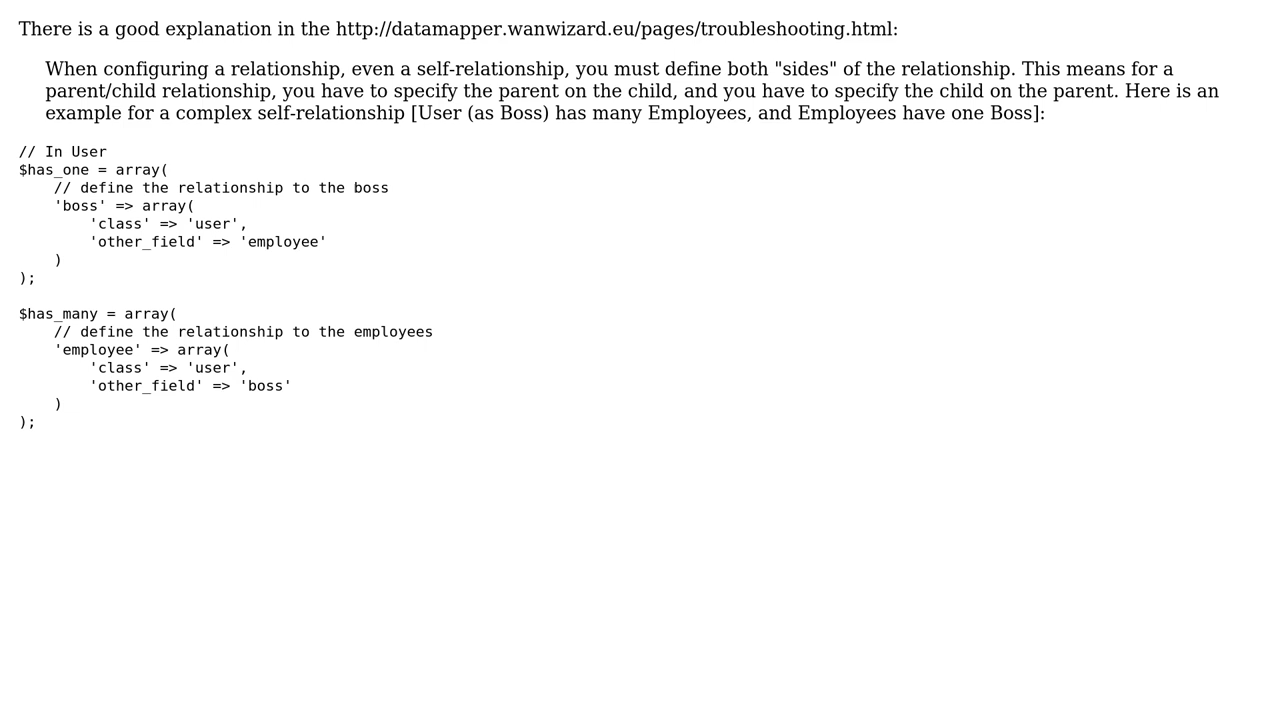 There is a good explanation in the http://datamapper.wanwizard.eu/pages/troubleshooting.html:
When configuring a relationship, even a self-relationship, you must define both "sides" of the relationship. This means for a
parent/child relationship, you have to specify the parent on the child, and you have to specify the child on the parent. Here is an
example for a complex self-relationship [User (as Boss) has many Employees, and Employees have one Boss]:
// In User
$has_one = array(
    // define the relationship to the boss
    'boss' => array(
        'class' => 'user',
        'other_field' => 'employee'
    )
);

$has_many = array(
    // define the relationship to the employees
    'employee' => array(
        'class' => 'user',
        'other_field' => 'boss'
    )
);